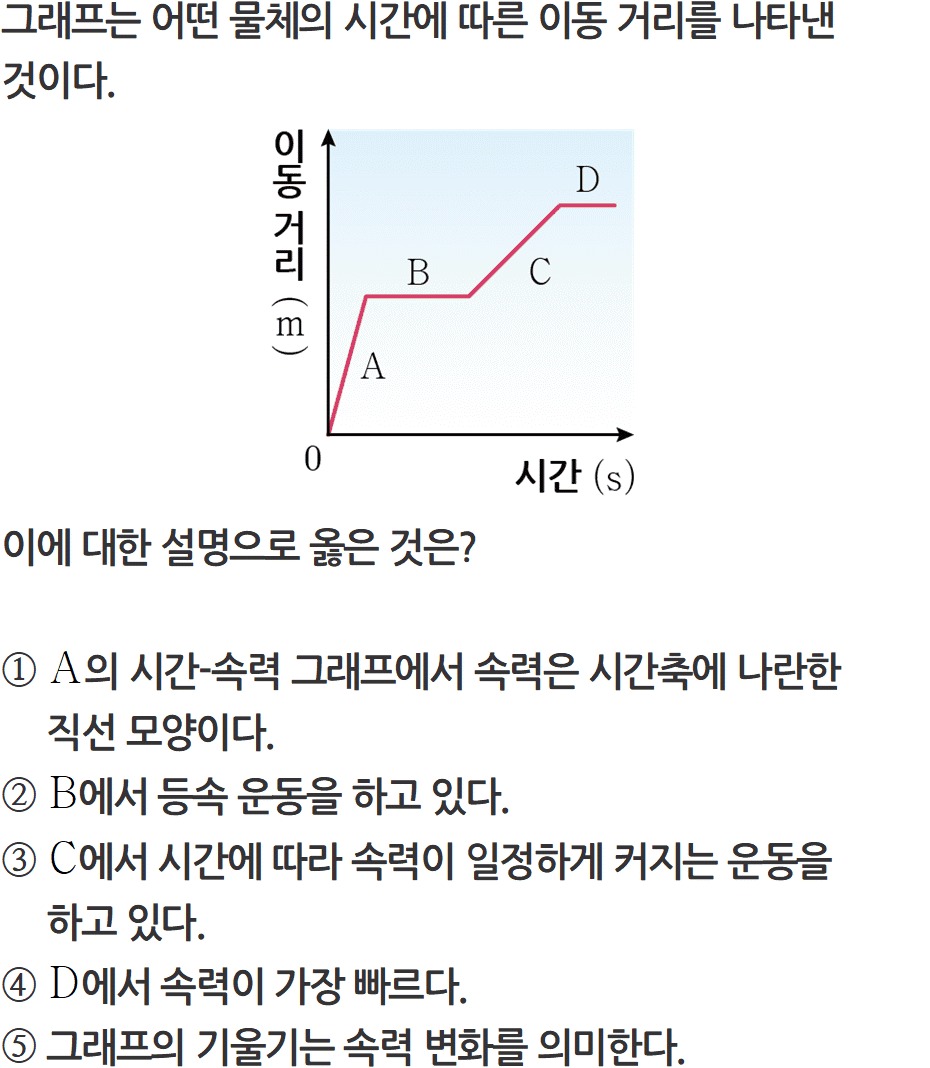 그래프는 어떤 물체의 시간에 따른 이동 거리를 나타낸
것이다.
이동 거리 (m)
D
B
C
A
0
시간 (s)
이에 대한 설명으로 옳은 것은?
① A의 시간-속력 그래프에서 속력은 시간축에 나란한
직선 모양이다.
② B에서 등속 운동을 하고 있다.
③ C에서 시간에 따라 속력이 일정하게 커지는 운동을
하고 있다.
④ D에서 속력이 가장 빠르다.
⑤ 그래프의 기울기는 속력 변화를 의미한다.